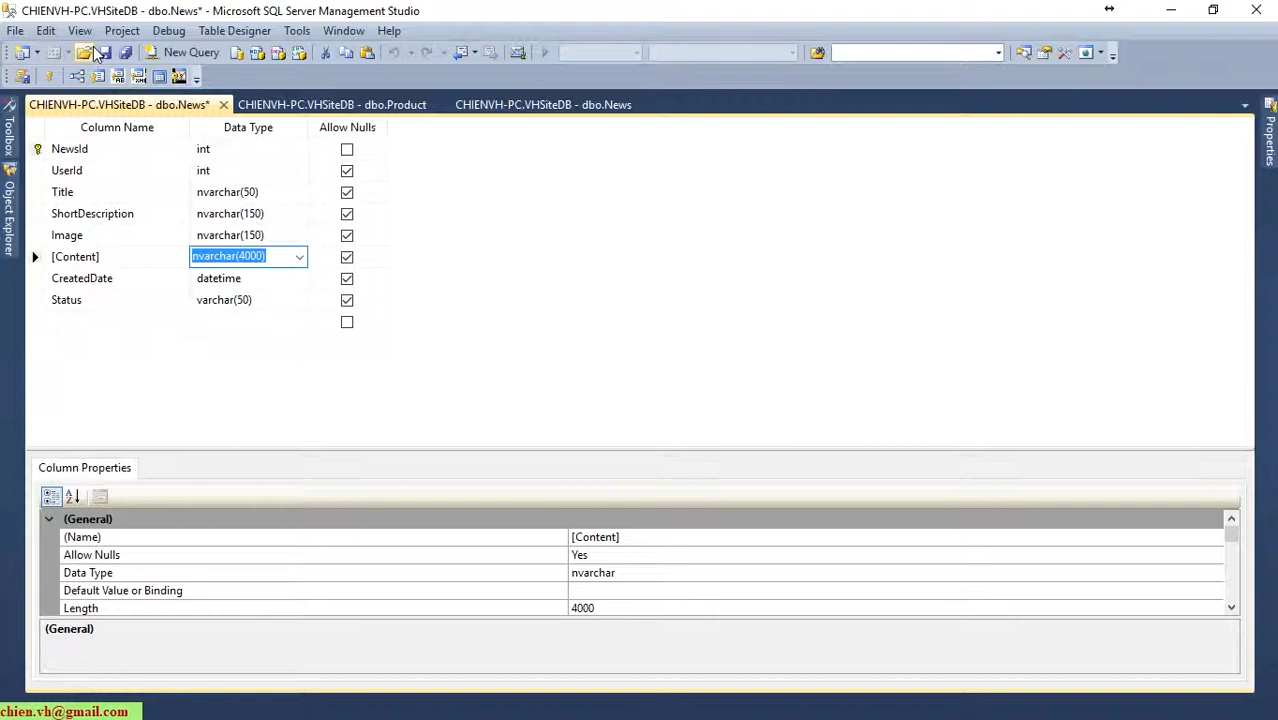 CHIENVH-PC.VHSiteDB - dbo.News* - Microsoft SQL Server Management Studio
File Edit View Project Debug Table Designer Tools Window Help
New Query
CHIENVH-PC.VHSiteDB - dbo.News* CHIENVH-PC.VHSiteDB - dbo.Product CHIENVH-PC.VHSiteDB - dbo.News
Toolbox
Object Explorer
Properties
Column Name Data Type Allow Nulls
NewsId int
UserId int
Title nvarchar(50)
ShortDescription nvarchar(150)
Image nvarchar(150)
[Content] nvarchar(4000)
CreatedDate datetime
Status varchar(50)
Column Properties
(General)
(Name) [Content]
Allow Nulls Yes
Data Type nvarchar
Default Value or Binding
Length 4000
(General)
chien.vh@gmail.com